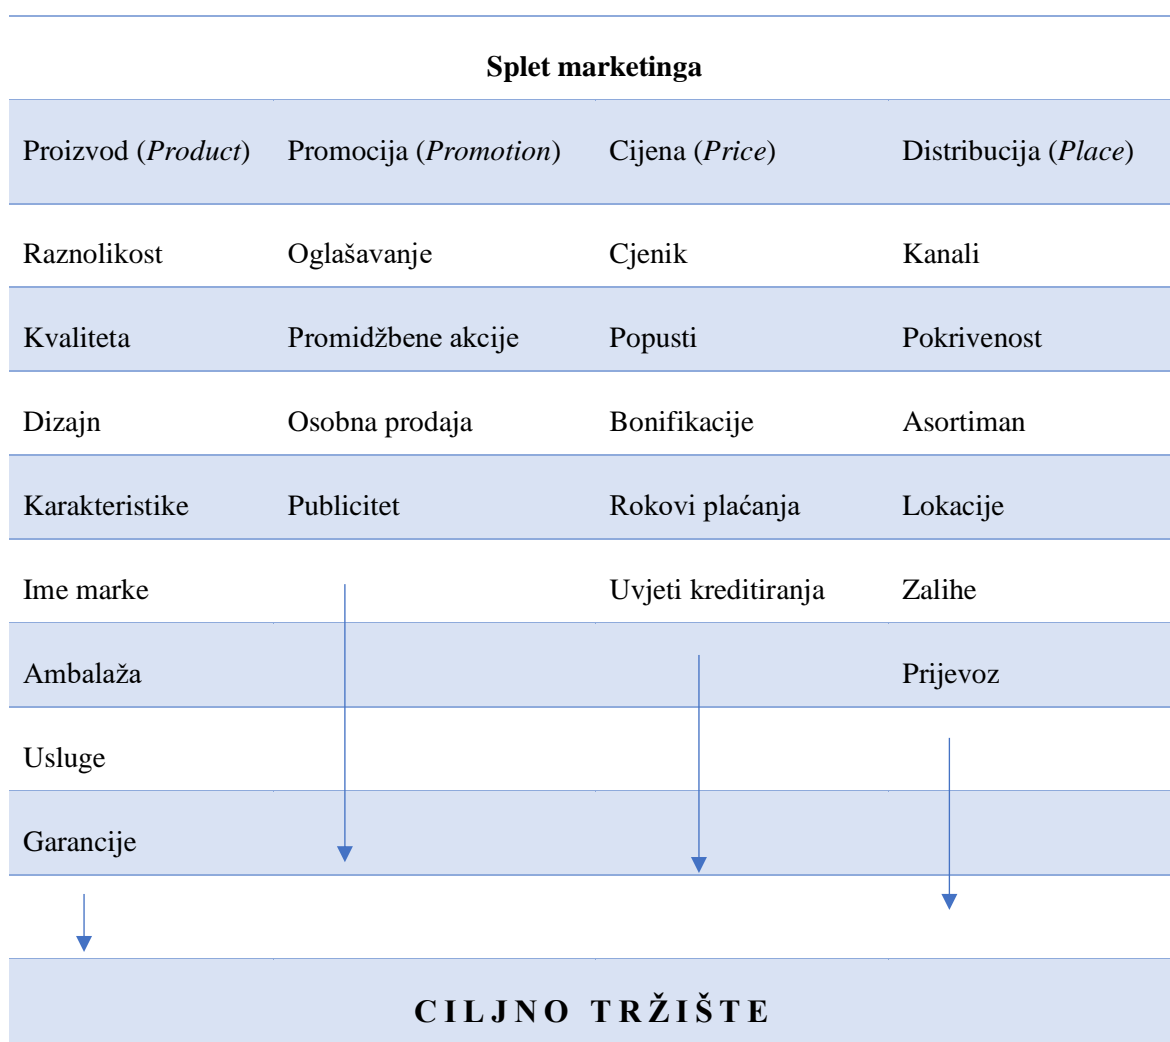 Splet marketinga
Proizvod (Product) Promocija (Promotion) Cijena (Price) Distribucija (Place)
Raznolikost Oglašavanje Cjenik Kanali
Kvaliteta Promidžbene akcije Popusti Pokrivenost
Dizajn Osobna prodaja Bonifikacije Asortiman
Karakteristike Publicitet Rokovi plaćanja Lokacije
Ime marke Uvjeti kreditiranja Zalihe
Ambalaža Prijevoz
Usluge
Garancije
CILJNO TRŽIŠTE